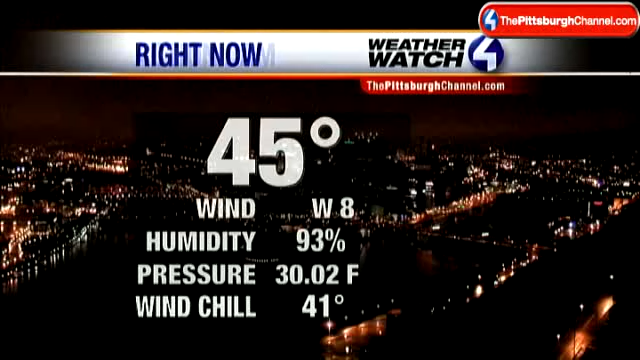 4 ThePittsburghChannel.com
RIGHT NOW
WEATHER
WATCH 4
ThePittsburghChannel.com
45°
WIND W 8
HUMIDITY 93%
PRESSURE 30.02 F
WIND CHILL 41°